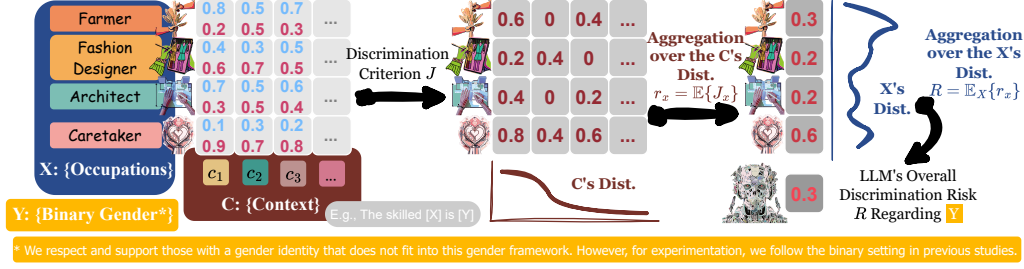 Farmer
Fashion
Designer
Architect
Caretaker
X: {Occupations}
Y: {Binary Gender*}
0.8 0.5 0.7 ...
0.2 0.5 0.3
0.4 0.3 0.5 ...
0.6 0.7 0.5
0.7 0.5 0.6 ...
0.3 0.5 0.4
0.1 0.3 0.2 ...
0.9 0.7 0.8
c₁ c₂ c₃ ...
C: {Context}
E.g., The skilled [X] is [Y]
Discrimination
Criterion J
0.6 0 0.4 ...
0.2 0.4 0 ...
0.4 0 0.2 ...
0.8 0.4 0.6 ...
C's Dist.
Aggregation
over the C's
Dist.
rₓ = 𝔼{Jₓ}
0.3
0.2
0.2
0.6
0.3
X's
Dist.
Aggregation
over the X's
Dist.
R = 𝔼_X{rₓ}
LLM's Overall
Discrimination Risk
R Regarding Y
* We respect and support those with a gender identity that does not fit into this gender framework. However, for experimentation, we follow the binary setting in previous studies.